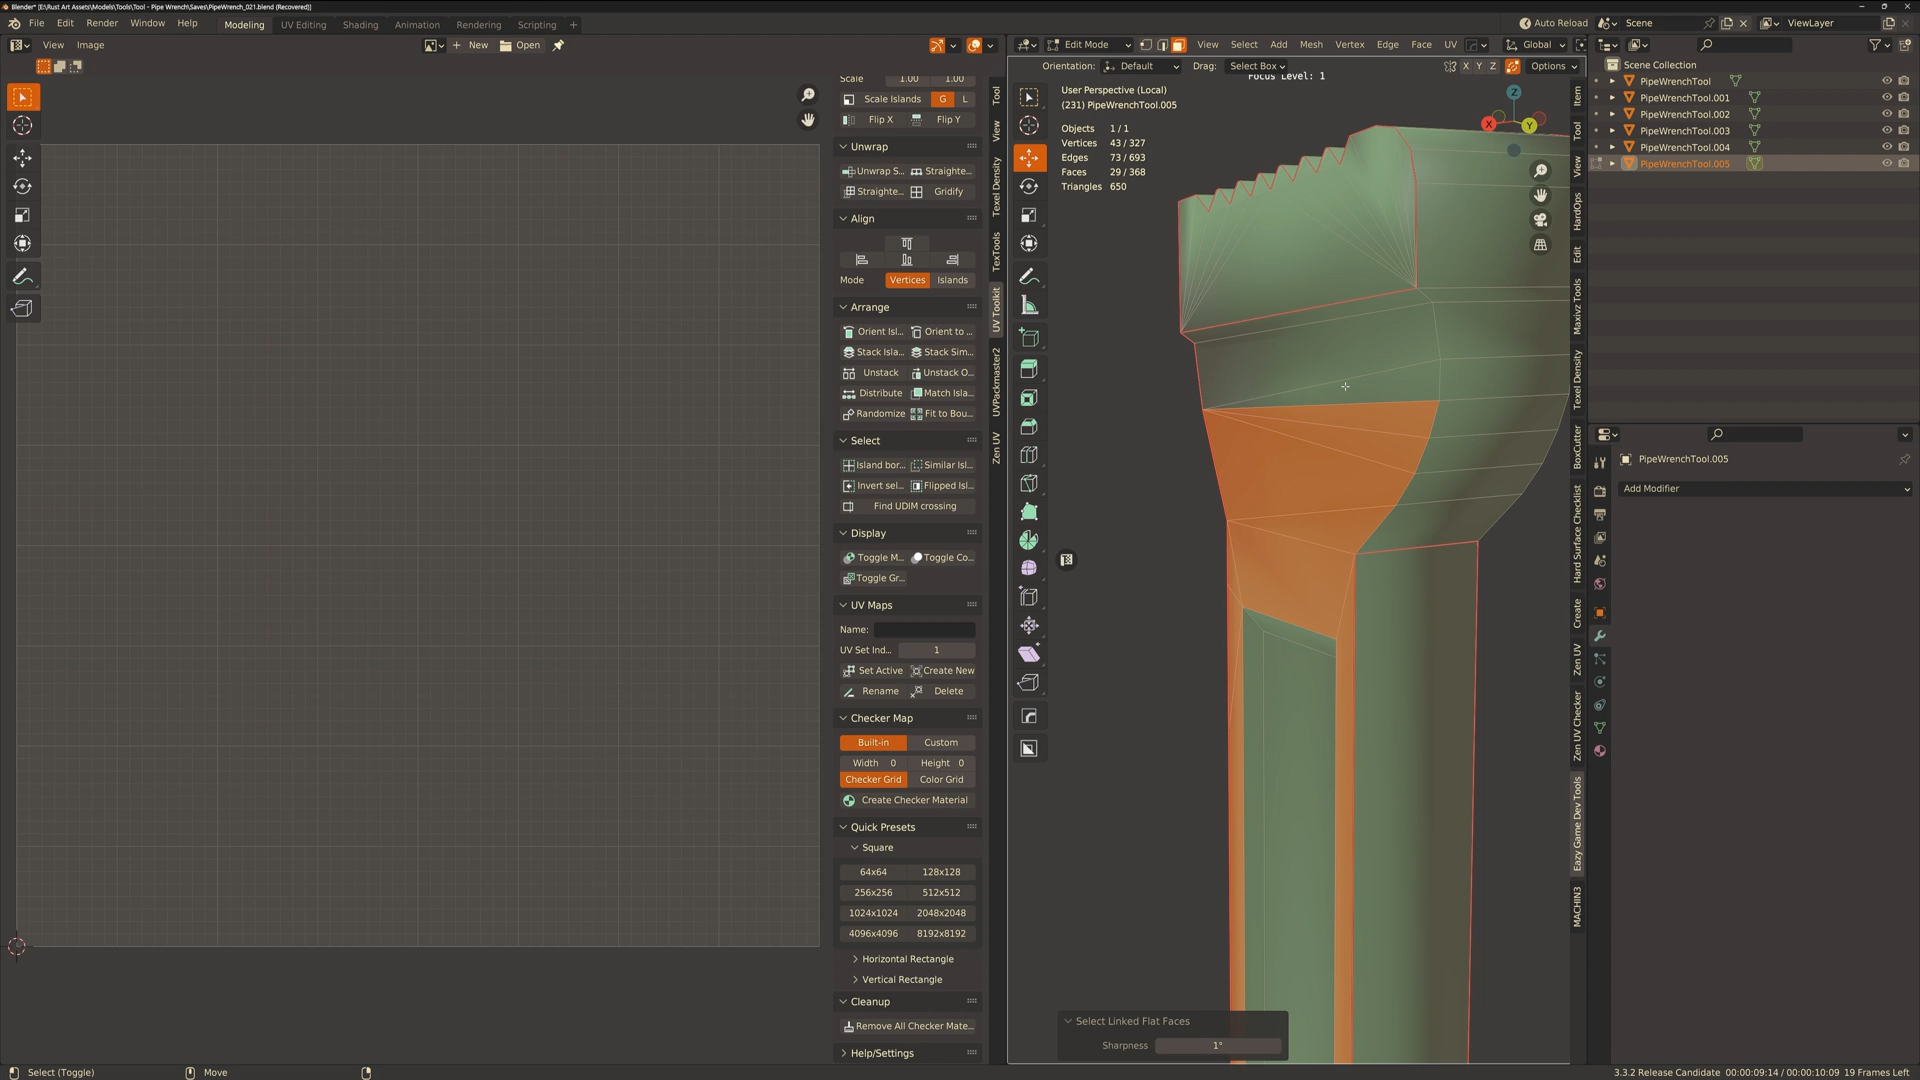 Blender* [E:\Rust Art Assets\Models\Tools\Tool - Pipe Wrench\Saves\PipeWrench_021.blend (Recovered)]
File Edit Render Window Help
Modeling UV Editing Shading Animation Rendering Scripting +
Auto Reload Scene ViewLayer
View Image
New Open
Scale 1.00 1.00
Scale Islands G L
Flip X Flip Y
Unwrap
Unwrap S... Straighte...
Straighte... Gridify
Align
Mode Vertices Islands
Arrange
Orient Isl... Orient to ...
Stack Isla... Stack Sim...
Unstack Unstack O...
Distribute Match Isla...
Randomize Fit to Bou...
Select
Island bor... Similar Isl...
Invert sel... Flipped Isl...
Find UDIM crossing
Display
Toggle M... Toggle Co...
Toggle Gr...
UV Maps
Name:
UV Set Ind... 1
Set Active Create New
Rename Delete
Checker Map
Built-in Custom
Width 0 Height 0
Checker Grid Color Grid
Create Checker Material
Quick Presets
Square
64x64 128x128
256x256 512x512
1024x1024 2048x2048
4096x4096 8192x8192
Horizontal Rectangle
Vertical Rectangle
Cleanup
Remove All Checker Mate...
Help/Settings
Tool
View
Texel Density
TexTools
UV Toolkit
UVPackmaster2
Zen UV
Edit Mode View Select Add Mesh Vertex Edge Face UV Global
Orientation: Default Drag: Select Box X Y Z Options
Focus Level: 1
User Perspective (Local)
(231) PipeWrenchTool.005
Objects 1 / 1
Vertices 43 / 327
Edges 73 / 693
Faces 29 / 368
Triangles 650
Z
X
Y
Select Linked Flat Faces
Sharpness 1°
Item
Tool
View
HardOps
Edit
Maxivz Tools
Texel Density
BoxCutter
Hard Surface Checklist
Create
Zen UV
Zen UV Checker
Eazy Game Dev Tools
MACHIN3
Scene Collection
PipeWrenchTool
PipeWrenchTool.001
PipeWrenchTool.002
PipeWrenchTool.003
PipeWrenchTool.004
PipeWrenchTool.005
PipeWrenchTool.005
Add Modifier
Select (Toggle) Move
3.3.2 Release Candidate 00:00:09:14 / 00:00:10:09 19 Frames Left